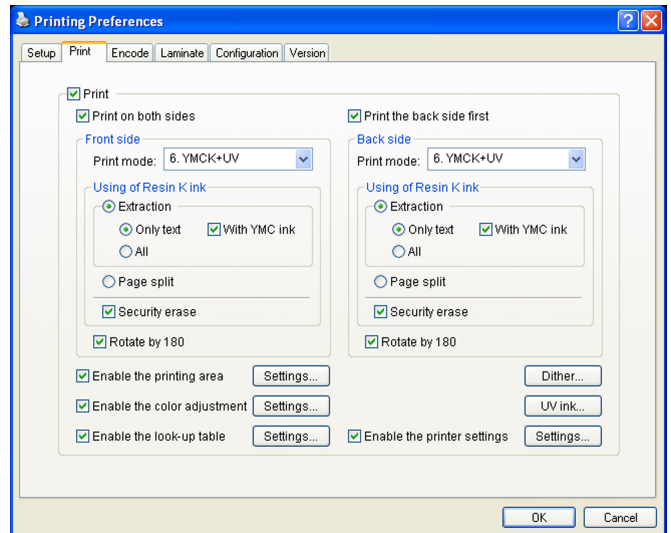 Printing Preferences
Setup Print Encode Laminate Configuration Version
Print
Print on both sides Print the back side first
Front side Back side
Print mode: 6. YMCK+UV Print mode: 6. YMCK+UV
Using of Resin K ink Using of Resin K ink
Extraction Extraction
Only text With YMC ink Only text With YMC ink
All All
Page split Page split
Security erase Security erase
Rotate by 180 Rotate by 180
Enable the printing area Settings... Dither...
Enable the color adjustment Settings... UV ink...
Enable the look-up table Settings... Enable the printer settings Settings...
OK Cancel